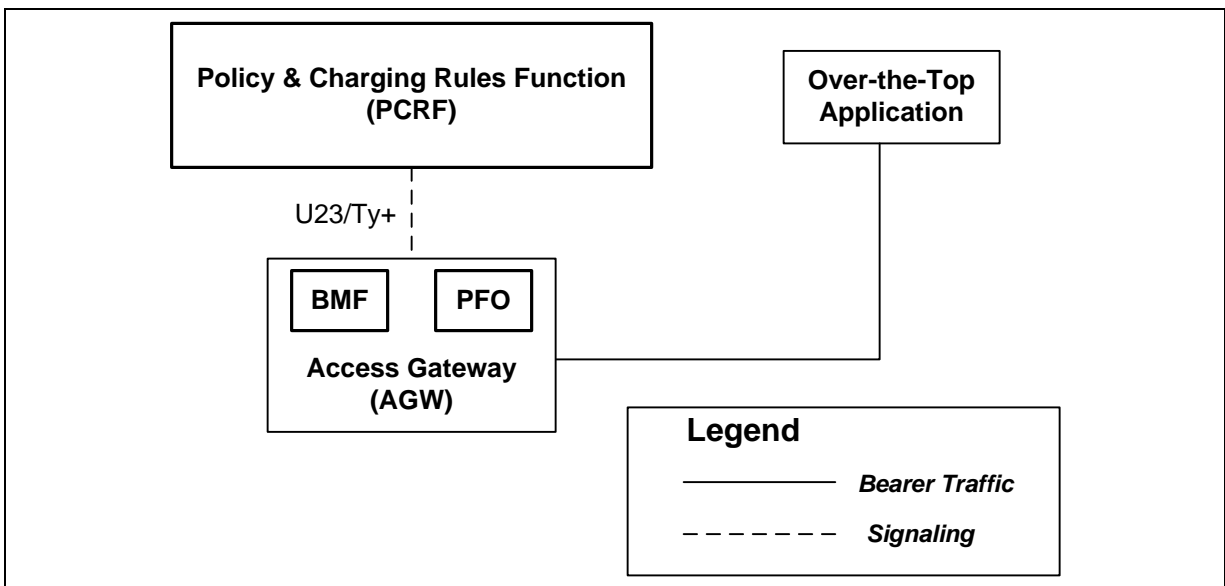 Policy & Charging Rules Function
(PCRF)
Over-the-Top
Application
U23/Ty+
BMF
PFO
Access Gateway
(AGW)
Legend
Bearer Traffic
Signaling